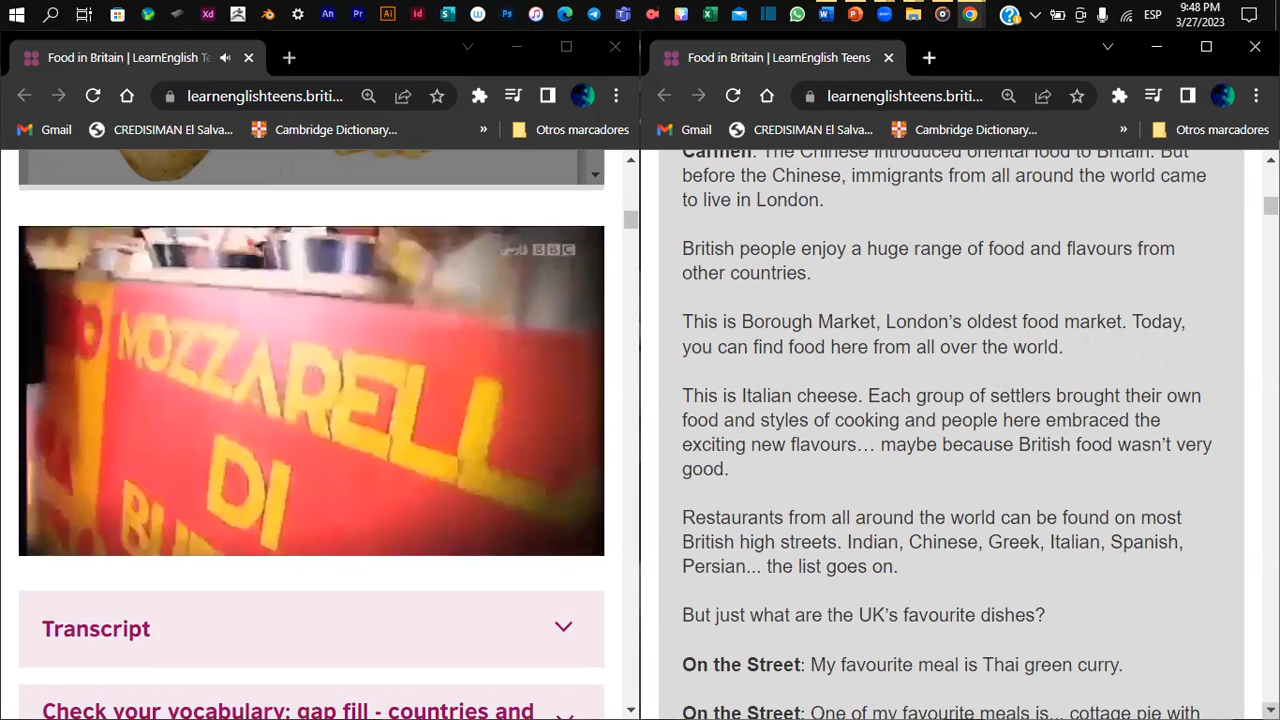 Xd
An
Pr
Ai
Id
Ps
ESP
9:48 PM
3/27/2023
Food in Britain | LearnEnglish Te
learnenglishteens.briti...
Gmail
CREDISIMAN El Salva...
Cambridge Dictionary...
»
Otros marcadores
فارسی BBC
MOZZARELL
DI
Transcript
Check your vocabulary: gap fill - countries and
Food in Britain | LearnEnglish Teens
learnenglishteens.briti...
Gmail
CREDISIMAN El Salva...
Cambridge Dictionary...
»
Otros marcadores
Carmen: The Chinese introduced oriental food to Britain. But
before the Chinese, immigrants from all around the world came
to live in London.
British people enjoy a huge range of food and flavours from
other countries.
This is Borough Market, London’s oldest food market. Today,
you can find food here from all over the world.
This is Italian cheese. Each group of settlers brought their own
food and styles of cooking and people here embraced the
exciting new flavours… maybe because British food wasn’t very
good.
Restaurants from all around the world can be found on most
British high streets. Indian, Chinese, Greek, Italian, Spanish,
Persian... the list goes on.
But just what are the UK’s favourite dishes?
On the Street: My favourite meal is Thai green curry.
On the Street: One of my favourite meals is... cottage pie with